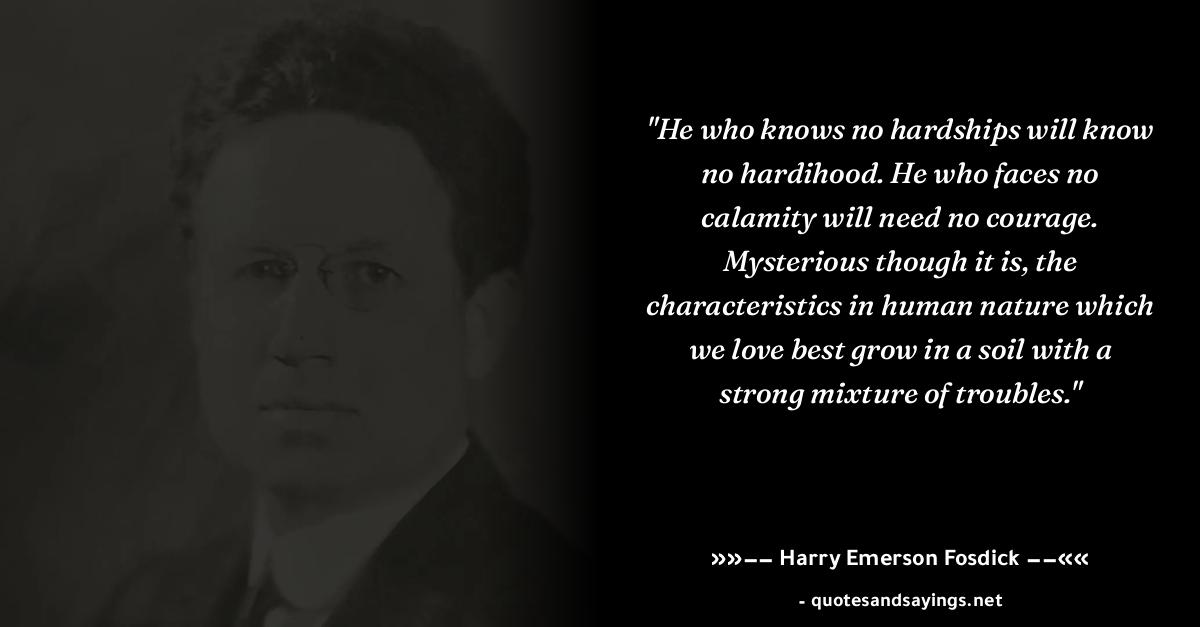 "He who knows no hardships will know
no hardihood. He who faces no
calamity will need no courage.
Mysterious though it is, the
characteristics in human nature which
we love best grow in a soil with a
strong mixture of troubles."
»»−− Harry Emerson Fosdick −−««
- quotesandsayings.net